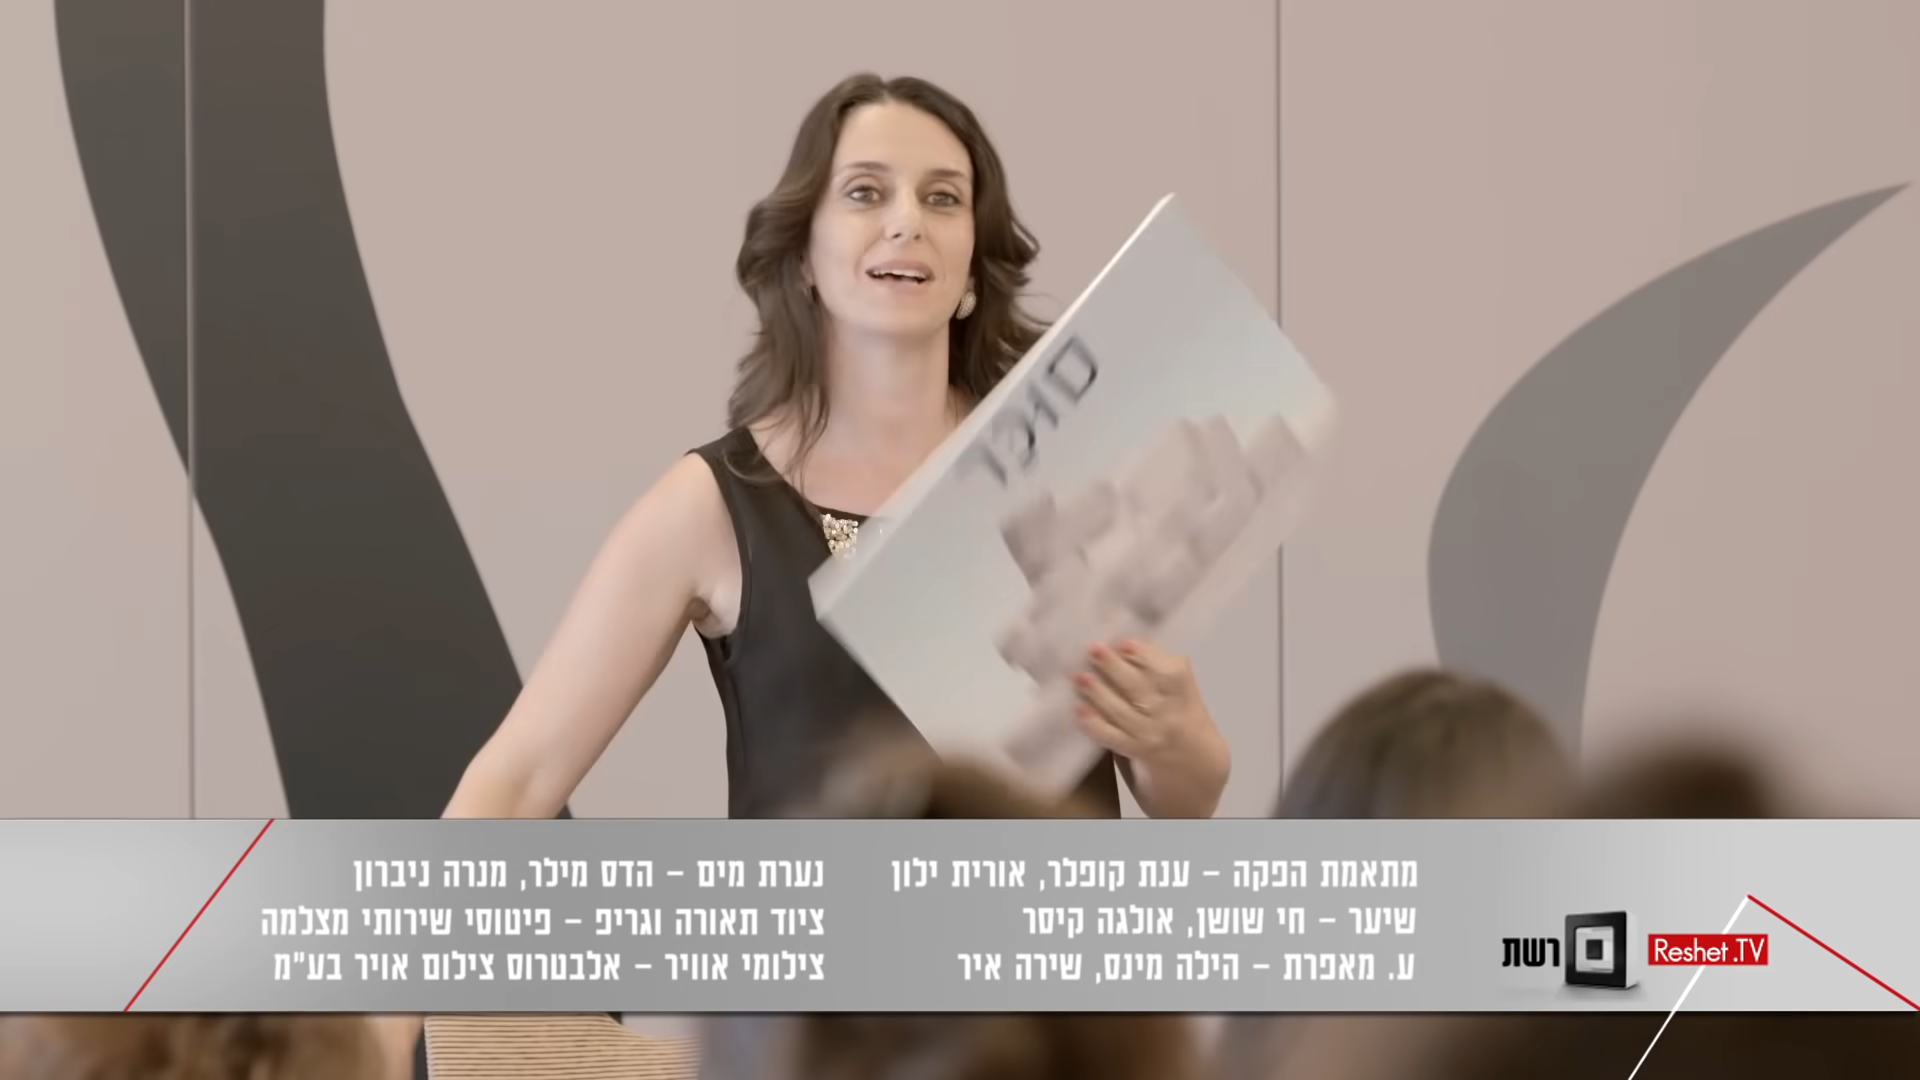 סופר
מתאמת הפקה – ענת קופלר, אורית ילון
שיער – חי שושן, אולגה קיסר
ע. מאפרת – הילה מינס, שירה איר
נערת מים – הדס מילר, מנרה ניברון
ציוד תאורה וגריפ – פיטוסי שירותי מצלמה
צילומי אוויר – אלבטרוס צילום אויר בע"מ
רשת
Reshet.TV